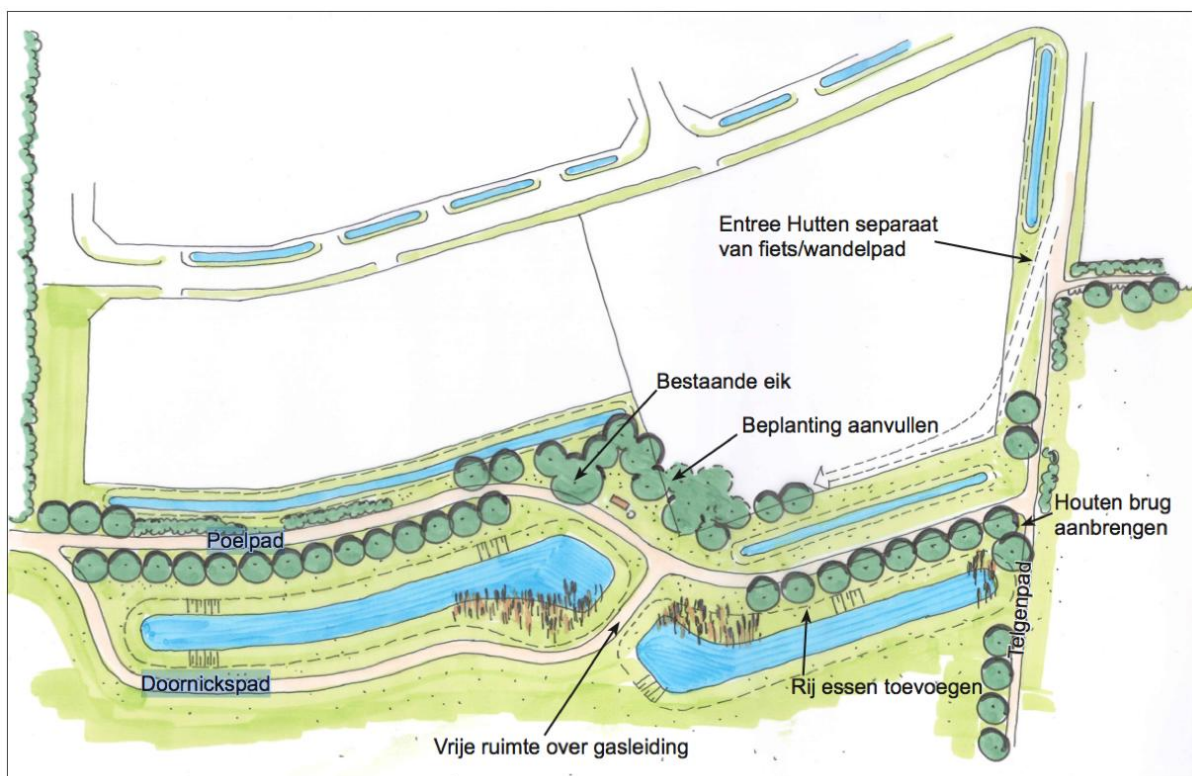 Entree Hutten separaat
van fiets/wandelpad
Bestaande eik
Beplanting aanvullen
Houten brug
aanbrengen
Poelpad
Telgenpad
Doornickspad
Rij essen toevoegen
Vrije ruimte over gasleiding